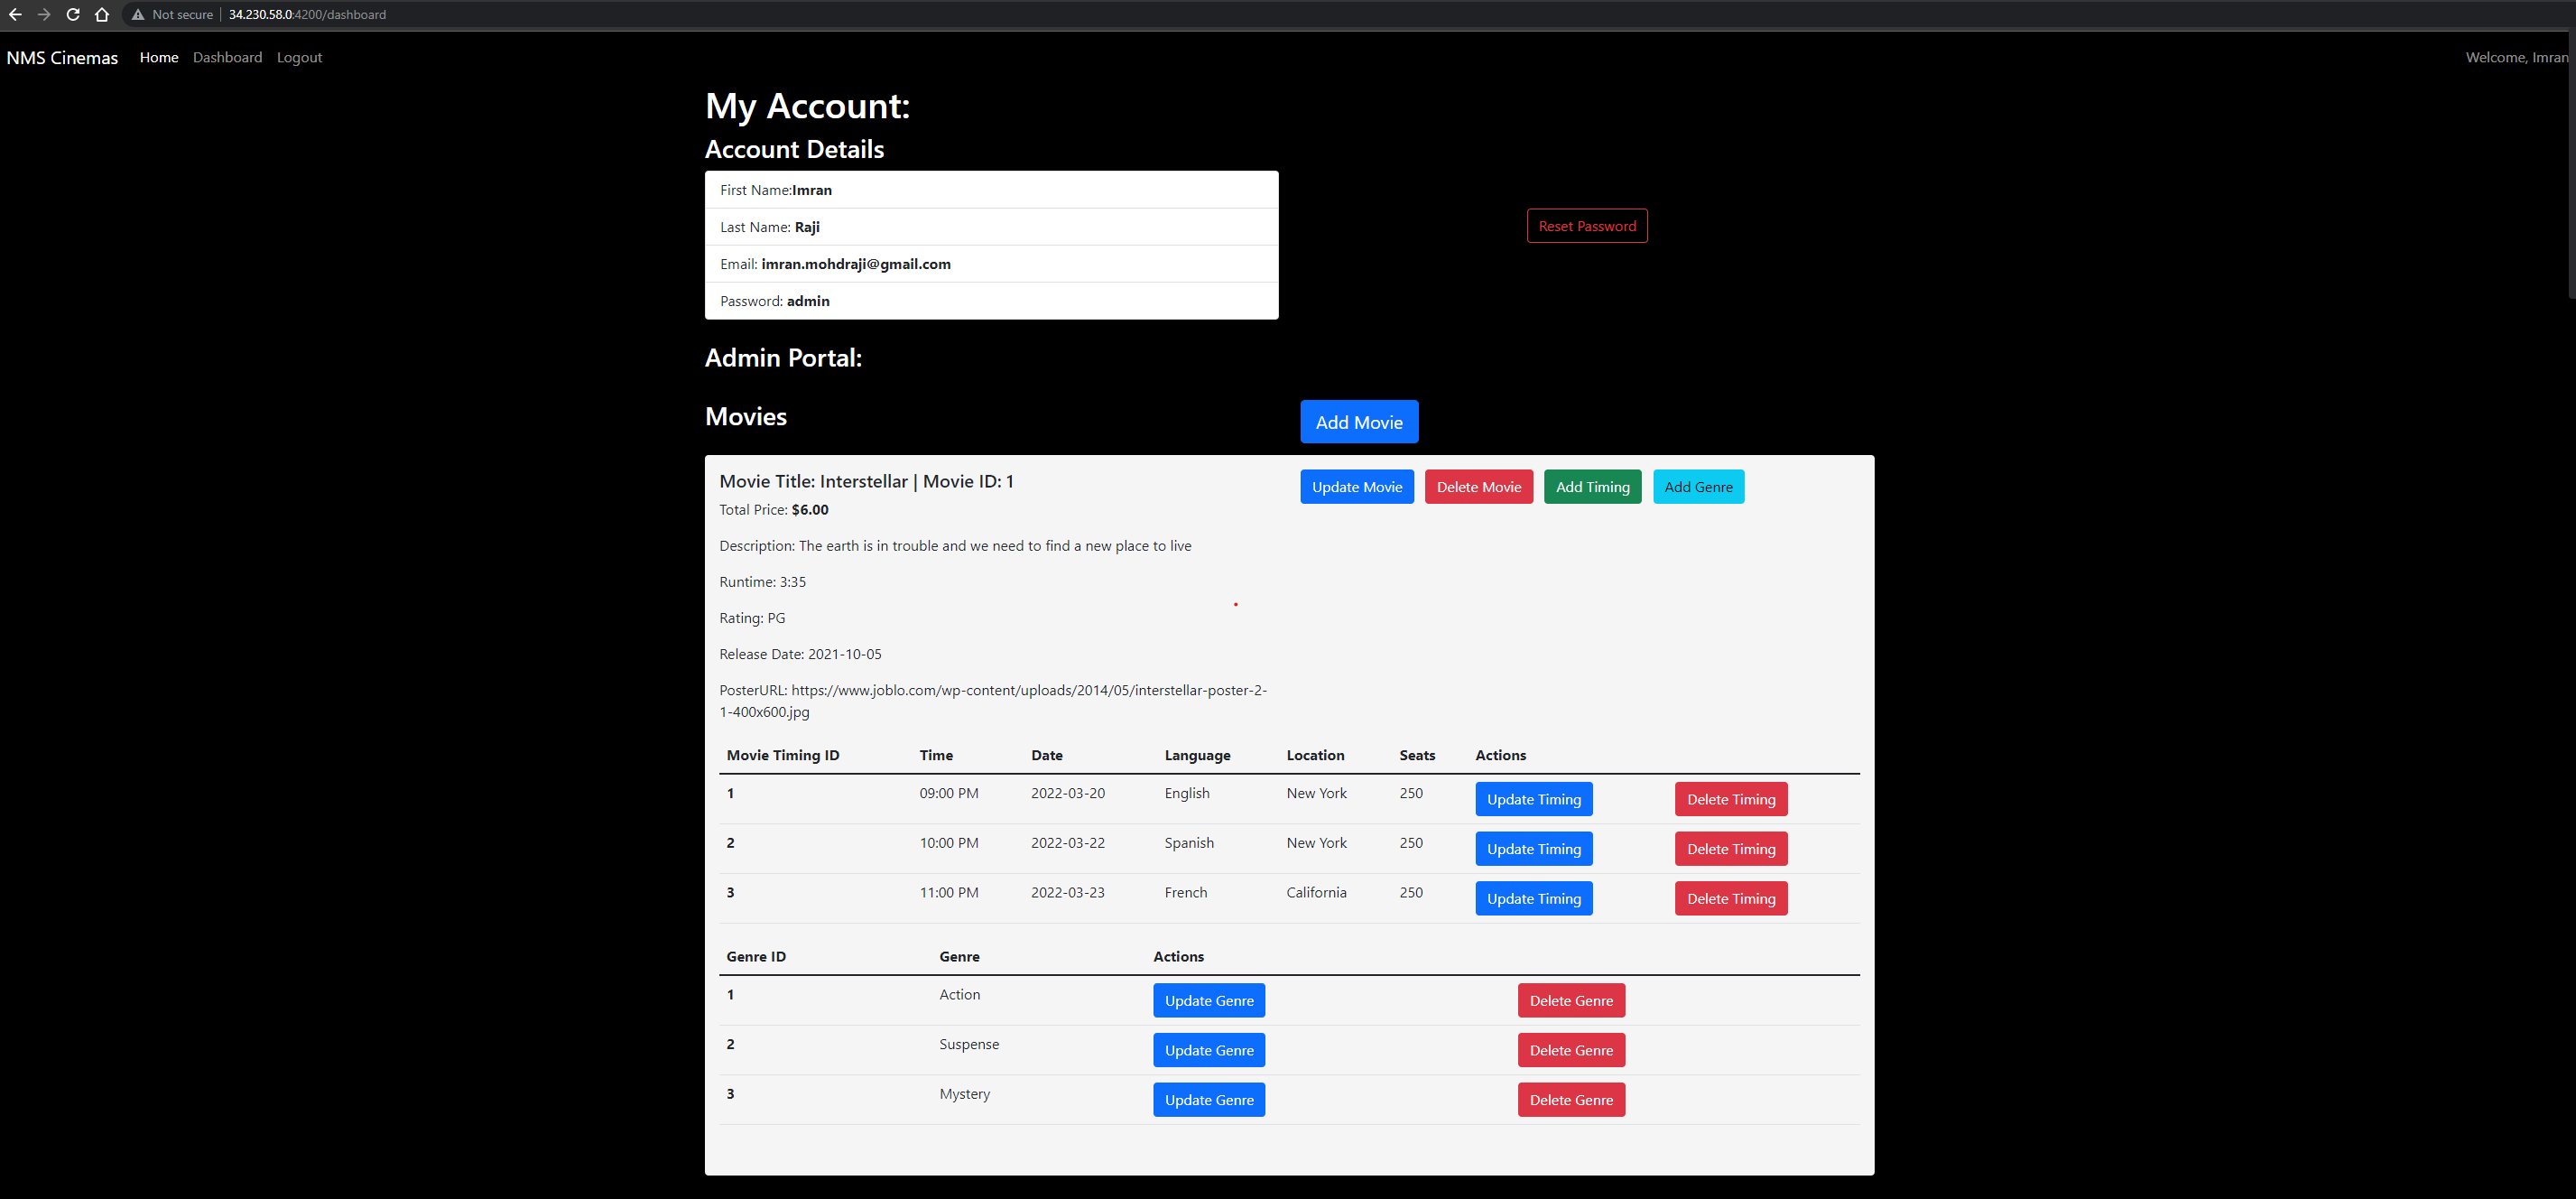 Not secure | 34.230.58.0:4200/dashboard
NMS Cinemas Home Dashboard Logout Welcome, Imran
My Account:
Account Details
First Name:Imran
Last Name: Raji
Reset Password
Email: imran.mohdraji@gmail.com
Password: admin
Admin Portal:
Movies Add Movie
Movie Title: Interstellar | Movie ID: 1 Update Movie Delete Movie Add Timing Add Genre
Total Price: $6.00
Description: The earth is in trouble and we need to find a new place to live
Runtime: 3:35
Rating: PG
Release Date: 2021-10-05
PosterURL: https://www.joblo.com/wp-content/uploads/2014/05/interstellar-poster-2-
1-400x600.jpg
Movie Timing ID Time Date Language Location Seats Actions
1 09:00 PM 2022-03-20 English New York 250 Update Timing Delete Timing
2 10:00 PM 2022-03-22 Spanish New York 250 Update Timing Delete Timing
3 11:00 PM 2022-03-23 French California 250 Update Timing Delete Timing
Genre ID Genre Actions
1 Action Update Genre Delete Genre
2 Suspense Update Genre Delete Genre
3 Mystery Update Genre Delete Genre